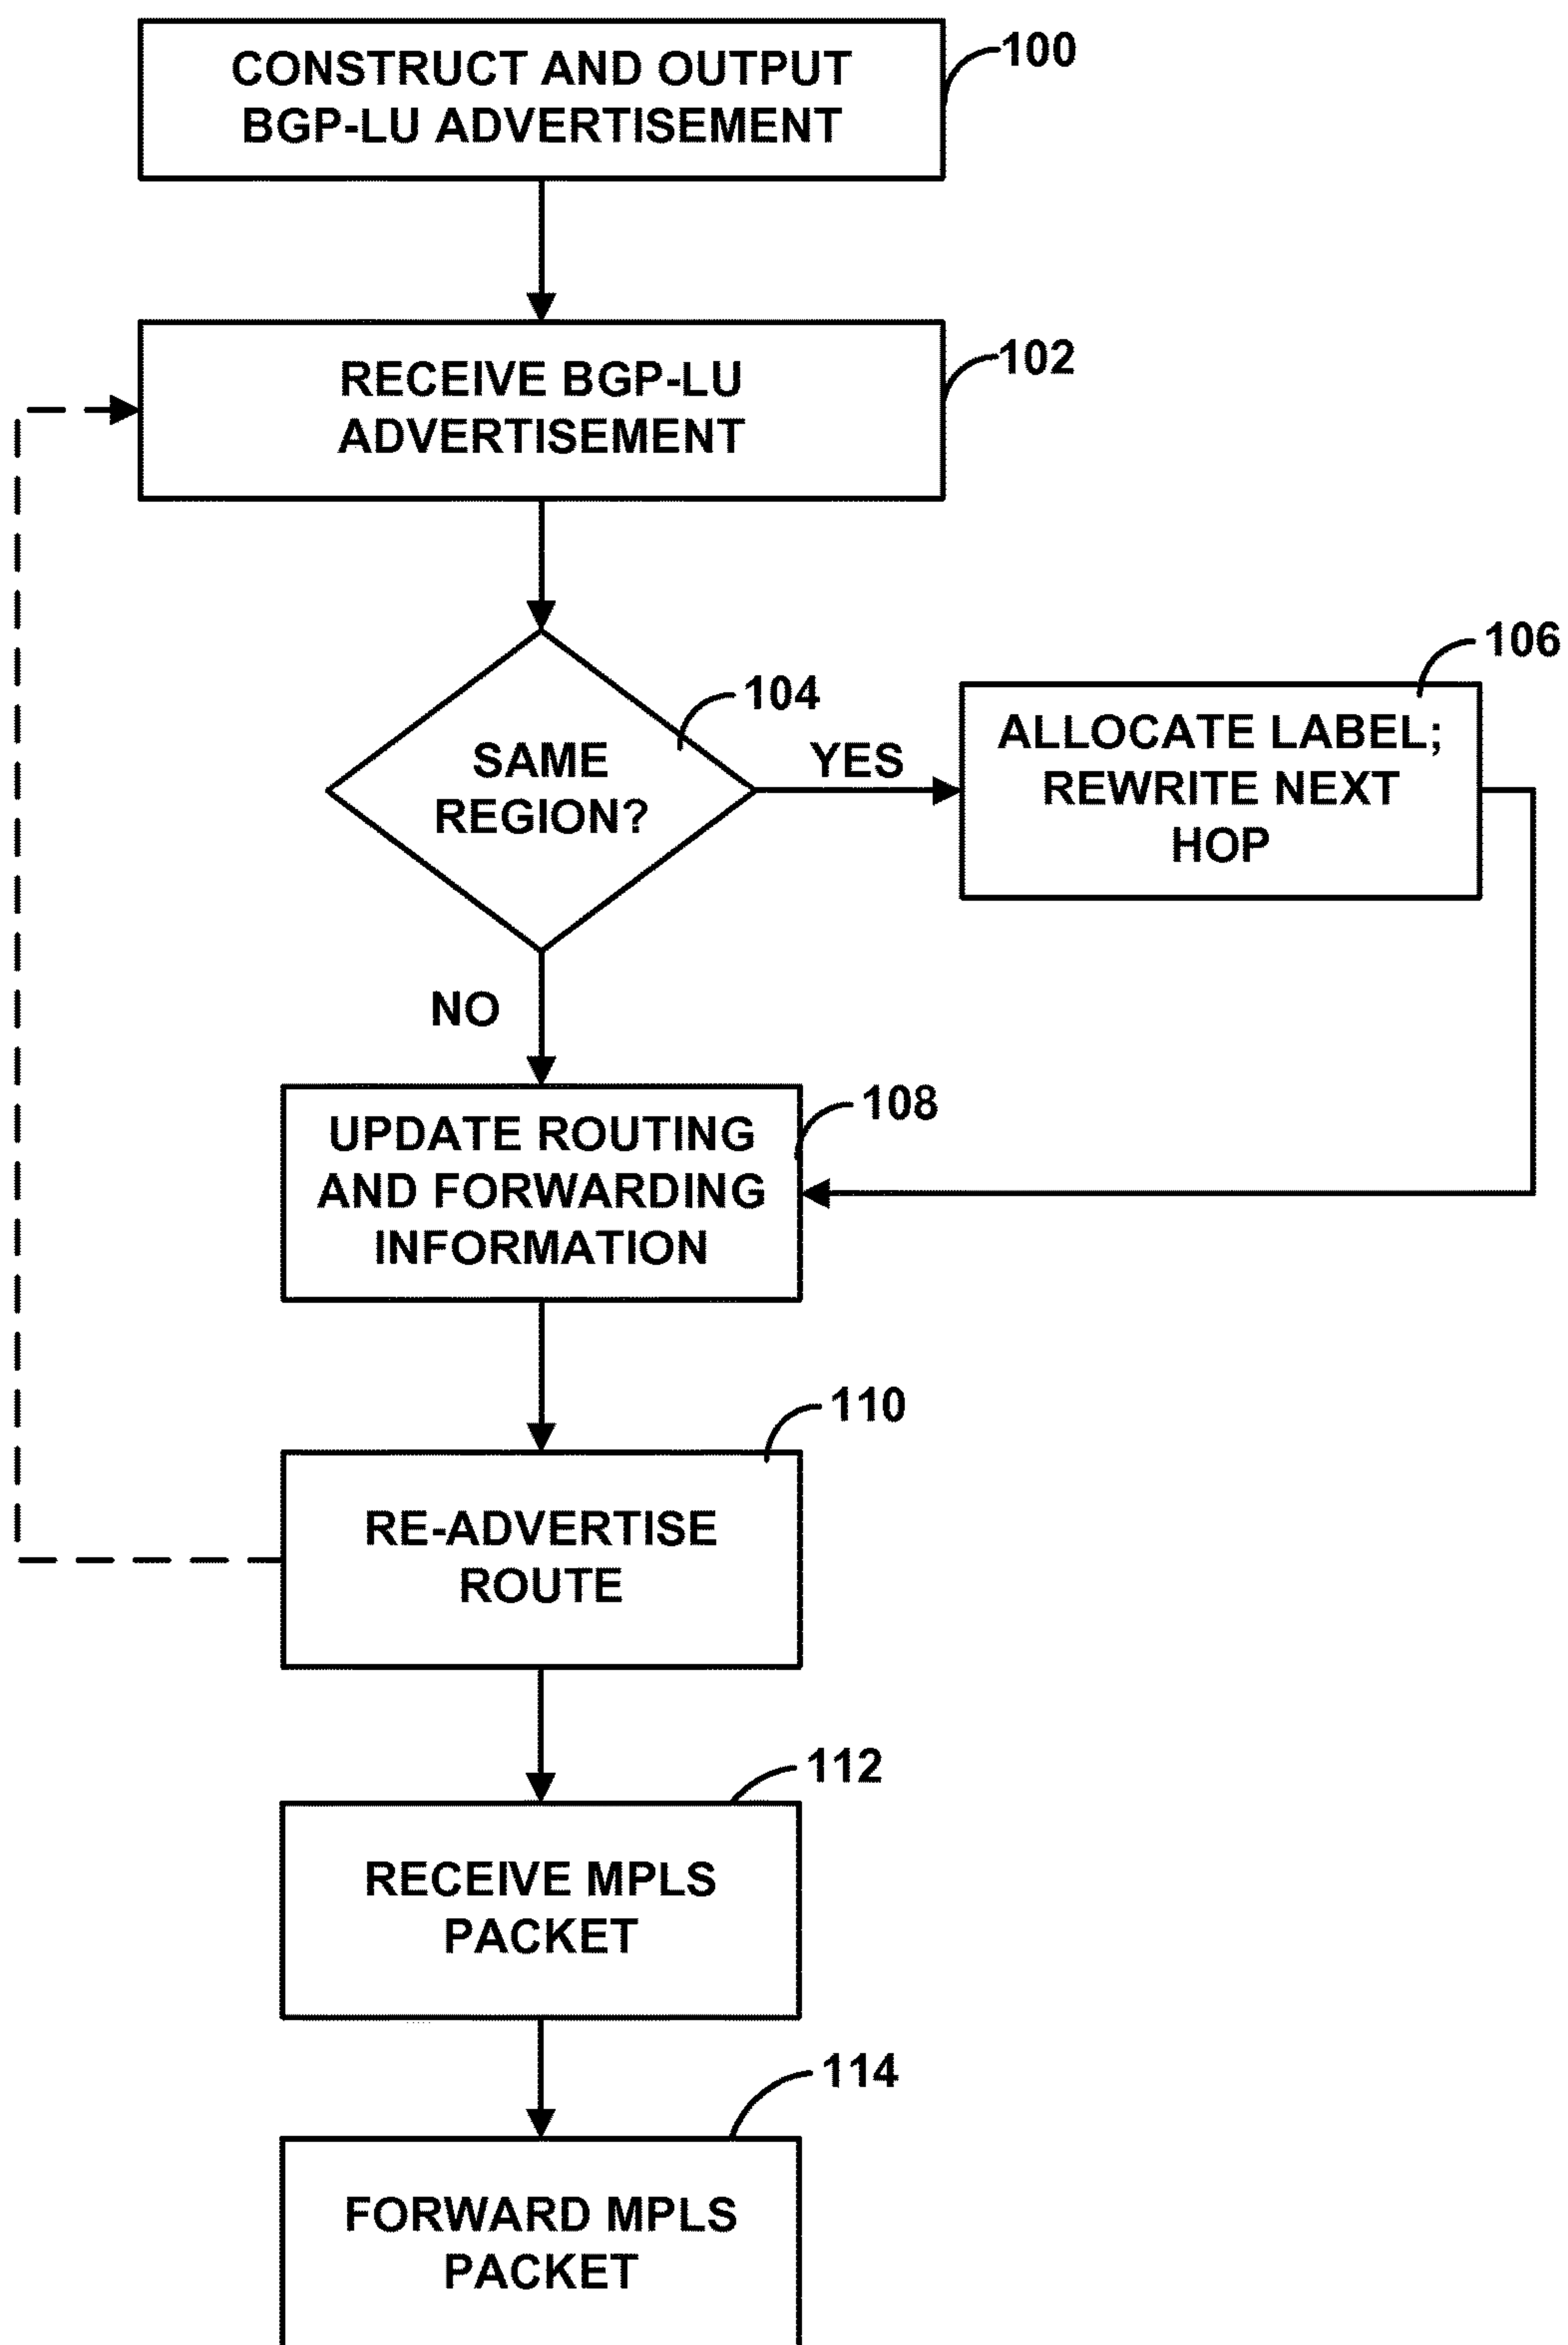 CONSTRUCT AND OUTPUT
BGP-LU ADVERTISEMENT
100
RECEIVE BGP-LU
ADVERTISEMENT
102
SAME
REGION?
104
YES
ALLOCATE LABEL;
REWRITE NEXT
HOP
106
NO
UPDATE ROUTING
AND FORWARDING
INFORMATION
108
RE-ADVERTISE
ROUTE
110
RECEIVE MPLS
PACKET
112
FORWARD MPLS
PACKET
114